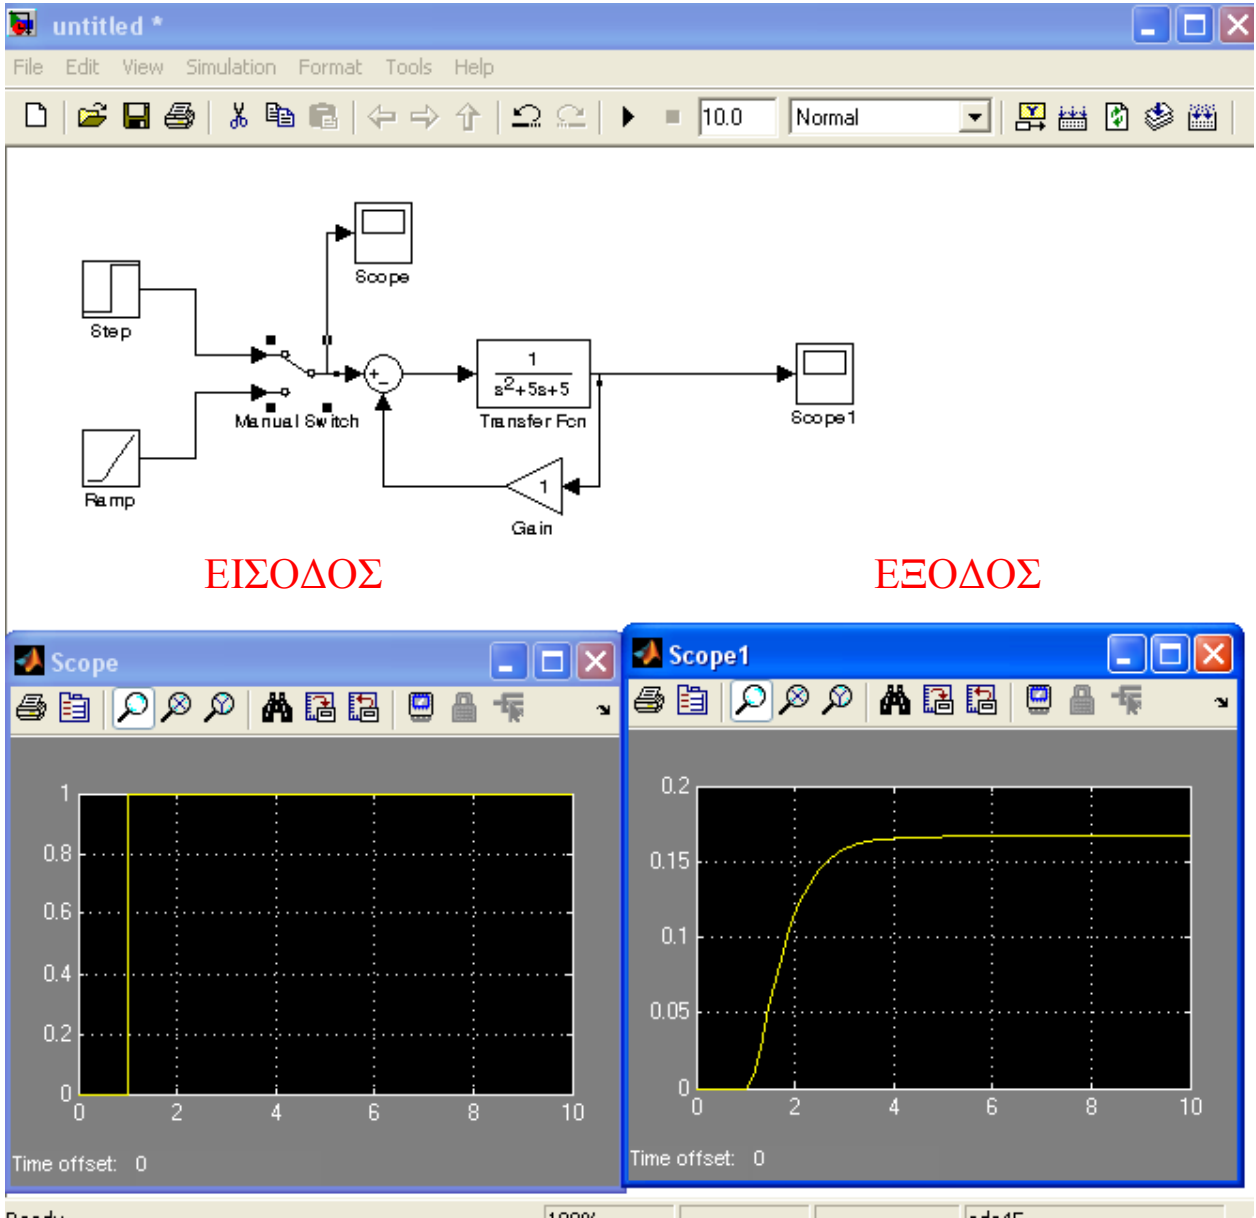 untitled *
File Edit View Simulation Format Tools Help
10.0 Normal
Scope
Step
+
-
1
s2+5s+5
Manual Switch
Transfer Fcn
Scope1
1
Ramp
Gain
ΕΙΣΟΔΟΣ ΕΞΟΔΟΣ
Scope
1
0.8
0.6
0.4
0.2
0
0 2 4 6 8 10
Time offset: 0
Scope1
0.2
0.15
0.1
0.05
0
0 2 4 6 8 10
Time offset: 0
Ready 100% ode45